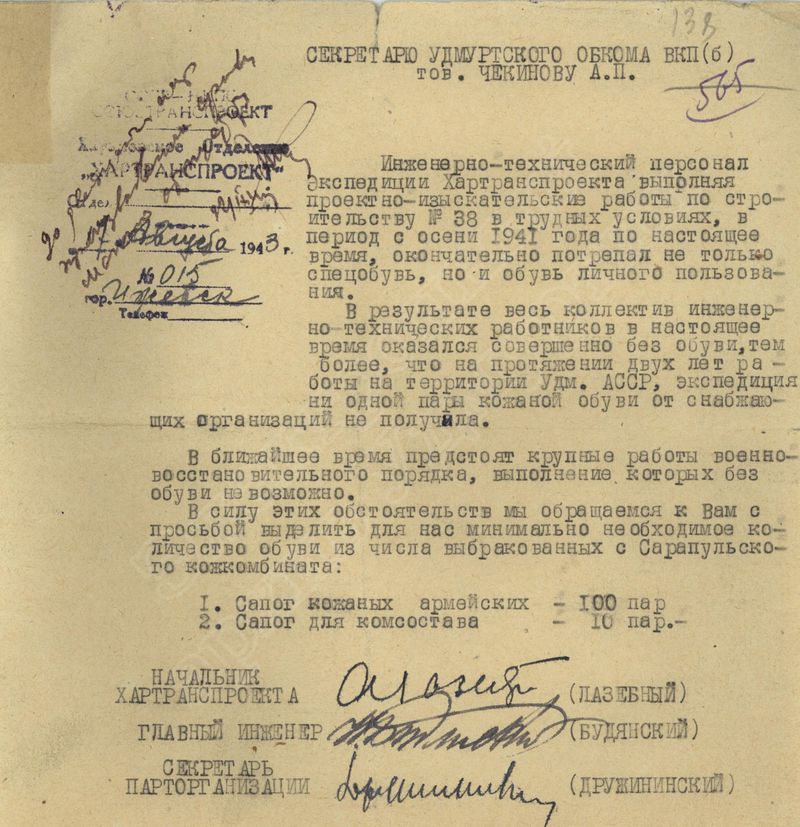 138
СЕКРЕТАРЮ УДМУРТСКОГО ОБКОМА ВКП(б)
тов. ЧЕКИНОВУ А.П.
565
СОЮЗТРАНСПРОЕКТ
Харьковское Отделение
„ХАРТРАНСПРОЕКТ"
Отдел
17 Августа 1943 г.
№ 015
гор. Ижевск
Телефон
Инженерно-технический персонал
экспедиции Хартранспроекта выполняя
проектно-изыскательские работы по стро-
ительству № 38 в трудных условиях, в
период с осени 1941 года по настоящее
время, окончательно потрепал не только
спецобувь, но и обувь личного пользова-
ния.
В результате весь коллектив инженер-
но-технических работников в настоящее
время оказался совершенно без обуви,тем
более, что на протяжении двух лет ра -
боты на территории Удм. АССР, экспедиция
ни одной пары кожаной обуви от снабжаю-
щих организаций не получила.
В ближайшее время предстоят крупные работы военно-
восстановительного порядка, выполнение которых без
обуви невозможно.
В силу этих обстоятельств мы обращаемся к Вам с
просьбой выделить для нас минимально необходимое ко-
личество обуви из числа выбракованных с Сарапульско-
го кожкомбината:
1. Сапог кожаных армейских - 100 пар
2. Сапог для комсостава - 10 пар.-
НАЧАЛЬНИК
ХАРТРАНСПРОЕКТА (ЛАЗЕБНЫЙ)
ГЛАВНЫЙ ИНЖЕНЕР (БУДЯНСКИЙ)
СЕКРЕТАРЬ
ПАРТОРГАНИЗАЦИИ (ДРУЖИНИНСКИЙ)